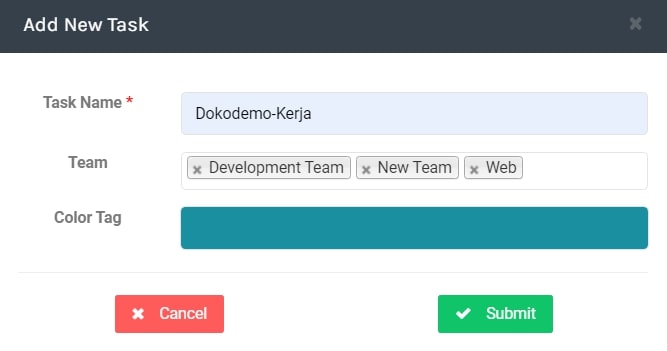 Add New Task
Task Name *
Dokodemo-Kerja
Team
Development Team New Team Web
Color Tag
Cancel Submit